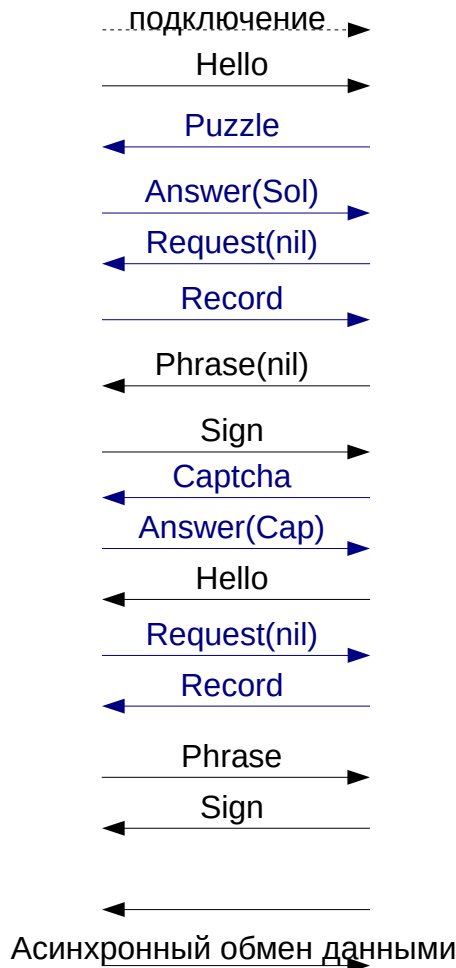 подключение
Hello
Puzzle
Answer(Sol)
Request(nil)
Record
Phrase(nil)
Sign
Captcha
Answer(Cap)
Hello
Request(nil)
Record
Phrase
Sign
Асинхронный обмен данными